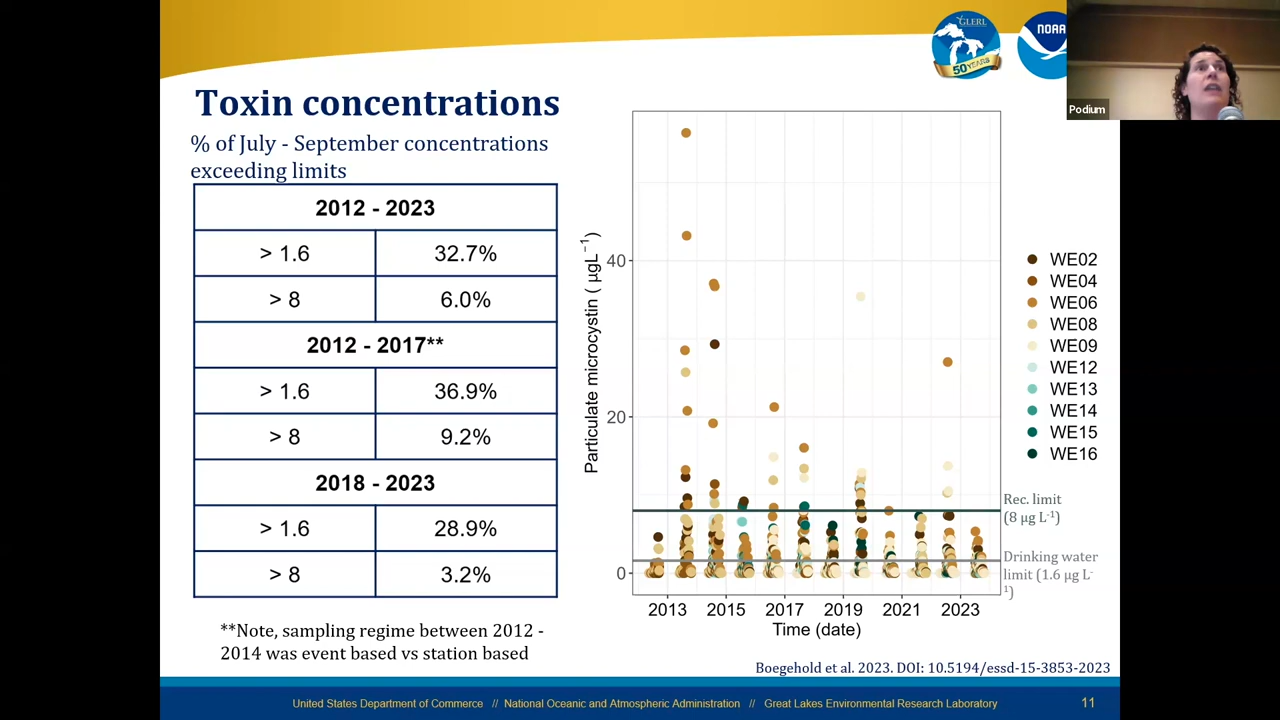 GLERL
50 YEARS
NOAA
Podium
Toxin concentrations
% of July - September concentrations
exceeding limits
2012 - 2023
> 1.6 32.7%
> 8 6.0%
2012 - 2017**
> 1.6 36.9%
> 8 9.2%
2018 - 2023
> 1.6 28.9%
> 8 3.2%
**Note, sampling regime between 2012 -
2014 was event based vs station based
Particulate microcystin ( µgL⁻¹)
40
20
0
2013 2015 2017 2019 2021 2023
Time (date)
WE02
WE04
WE06
WE08
WE09
WE12
WE13
WE14
WE15
WE16
Rec. limit
(8 µg L⁻¹)
Drinking water
limit (1.6 µg L⁻
¹)
Boegehold et al. 2023. DOI: 10.5194/essd-15-3853-2023
United States Department of Commerce // National Oceanic and Atmospheric Administration // Great Lakes Environmental Research Laboratory 11